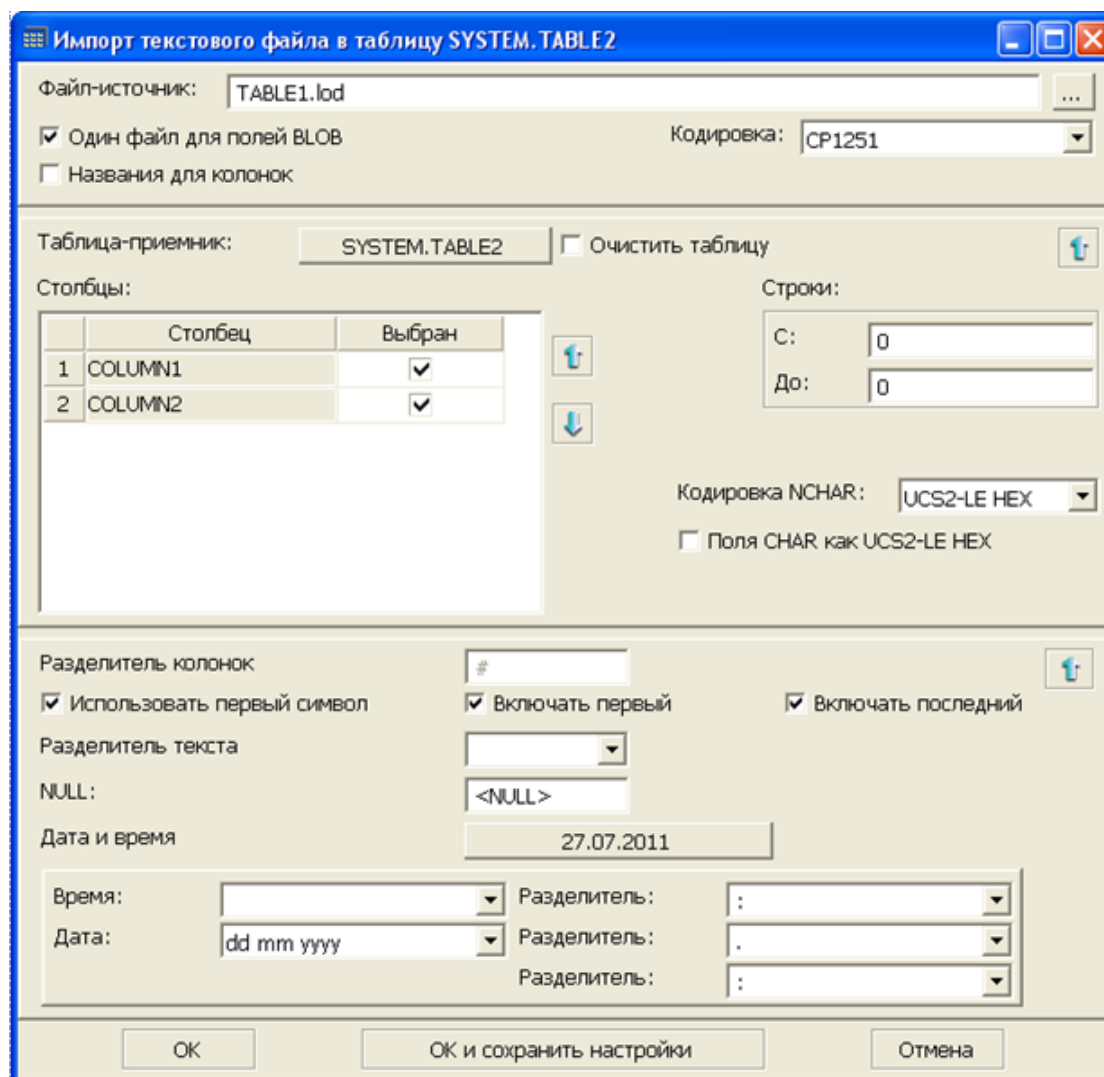 Импорт текстового файла в таблицу SYSTEM.TABLE2
Файл-источник: TABLE1.lod ...
Один файл для полей BLOB Кодировка: CP1251
Названия для колонок
Таблица-приемник: SYSTEM.TABLE2 Очистить таблицу
Столбцы: Строки:
Столбец Выбран
С: 0
1 COLUMN1
До: 0
2 COLUMN2
Кодировка NCHAR: UCS2-LE HEX
Поля CHAR как UCS2-LE HEX
Разделитель колонок #
Использовать первый символ Включать первый Включать последний
Разделитель текста
NULL: <NULL>
Дата и время 27.07.2011
Время: Разделитель: :
Дата: dd mm yyyy Разделитель: .
Разделитель: :
OK OK и сохранить настройки Отмена